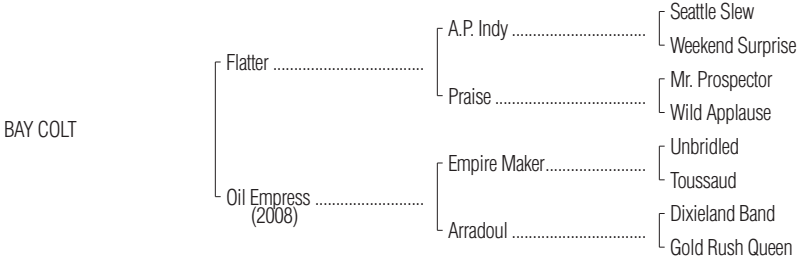 Seattle Slew
A.P. Indy ....................................
Weekend Surprise
Flatter ....................................
Mr. Prospector
Praise ........................................
Wild Applause
BAY COLT
Unbridled
Empire Maker...........................
Toussaud
Oil Empress ..........................
(2008)
Dixieland Band
Arradoul ....................................
Gold Rush Queen